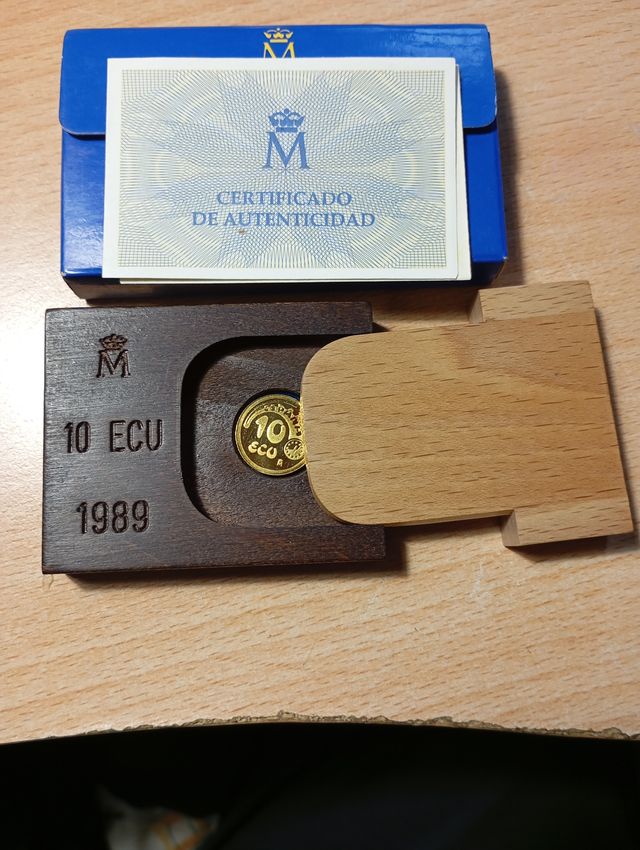 M
M
CERTIFICADO
DE AUTENTICIDAD
M
10 ECU
1989
10
ECU